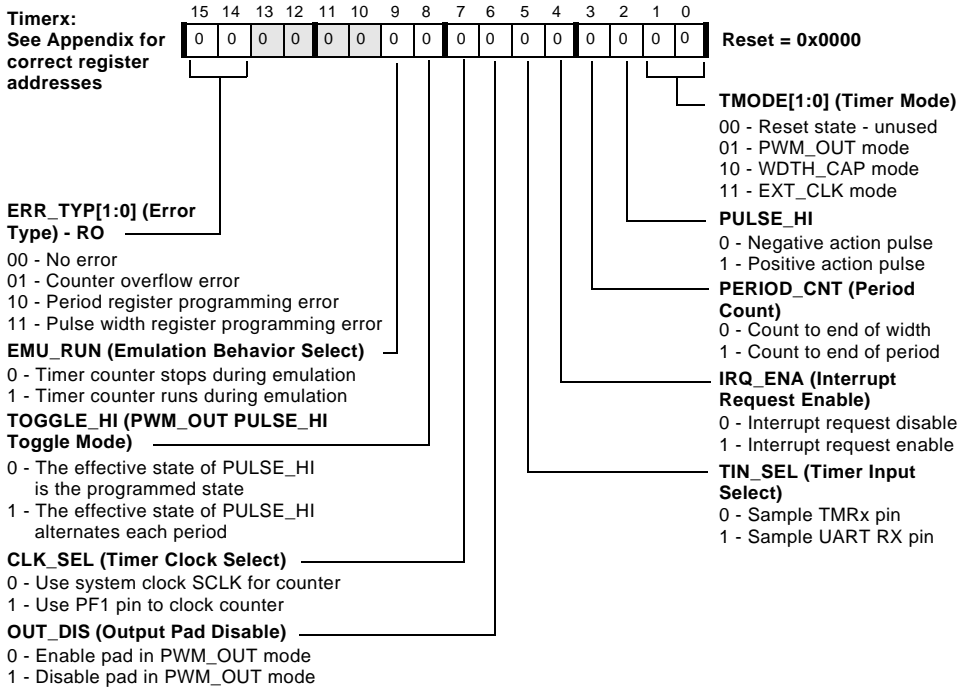 Timerx:
See Appendix for
correct register
addresses
15 14 13 12 11 10 9 8 7 6 5 4 3 2 1 0
0 0 0 0 0 0 0 0 0 0 0 0 0 0 0 0
Reset = 0x0000
ERR_TYP[1:0] (Error
Type) - RO
00 - No error
01 - Counter overflow error
10 - Period register programming error
11 - Pulse width register programming error
EMU_RUN (Emulation Behavior Select)
0 - Timer counter stops during emulation
1 - Timer counter runs during emulation
TOGGLE_HI (PWM_OUT PULSE_HI
Toggle Mode)
0 - The effective state of PULSE_HI
is the programmed state
1 - The effective state of PULSE_HI
alternates each period
CLK_SEL (Timer Clock Select)
0 - Use system clock SCLK for counter
1 - Use PF1 pin to clock counter
OUT_DIS (Output Pad Disable)
0 - Enable pad in PWM_OUT mode
1 - Disable pad in PWM_OUT mode
TMODE[1:0] (Timer Mode)
00 - Reset state - unused
01 - PWM_OUT mode
10 - WDTH_CAP mode
11 - EXT_CLK mode
PULSE_HI
0 - Negative action pulse
1 - Positive action pulse
PERIOD_CNT (Period
Count)
0 - Count to end of width
1 - Count to end of period
IRQ_ENA (Interrupt
Request Enable)
0 - Interrupt request disable
1 - Interrupt request enable
TIN_SEL (Timer Input
Select)
0 - Sample TMRx pin
1 - Sample UART RX pin